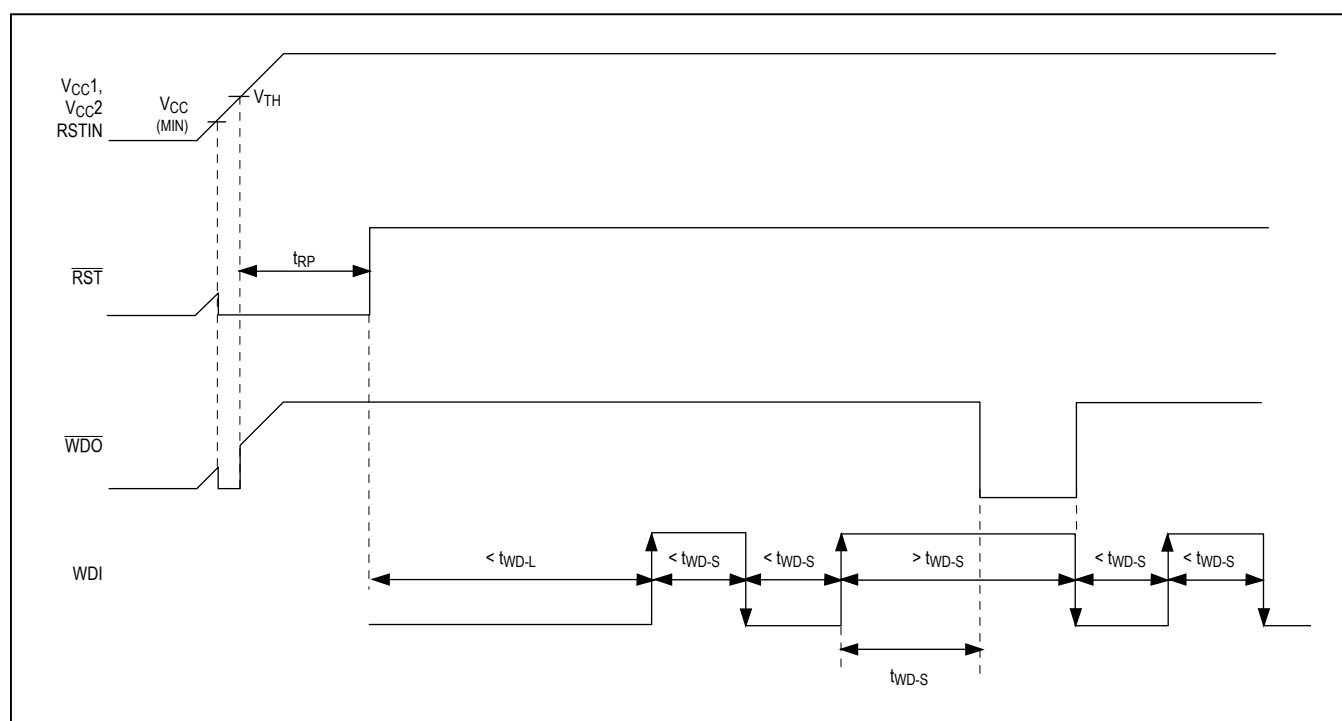 VCC1,
VCC2
RSTIN
VCC
(MIN)
VTH
RST
tRP
WDO
WDI
< tWD-L
< tWD-S
< tWD-S
> tWD-S
< tWD-S
< tWD-S
tWD-S